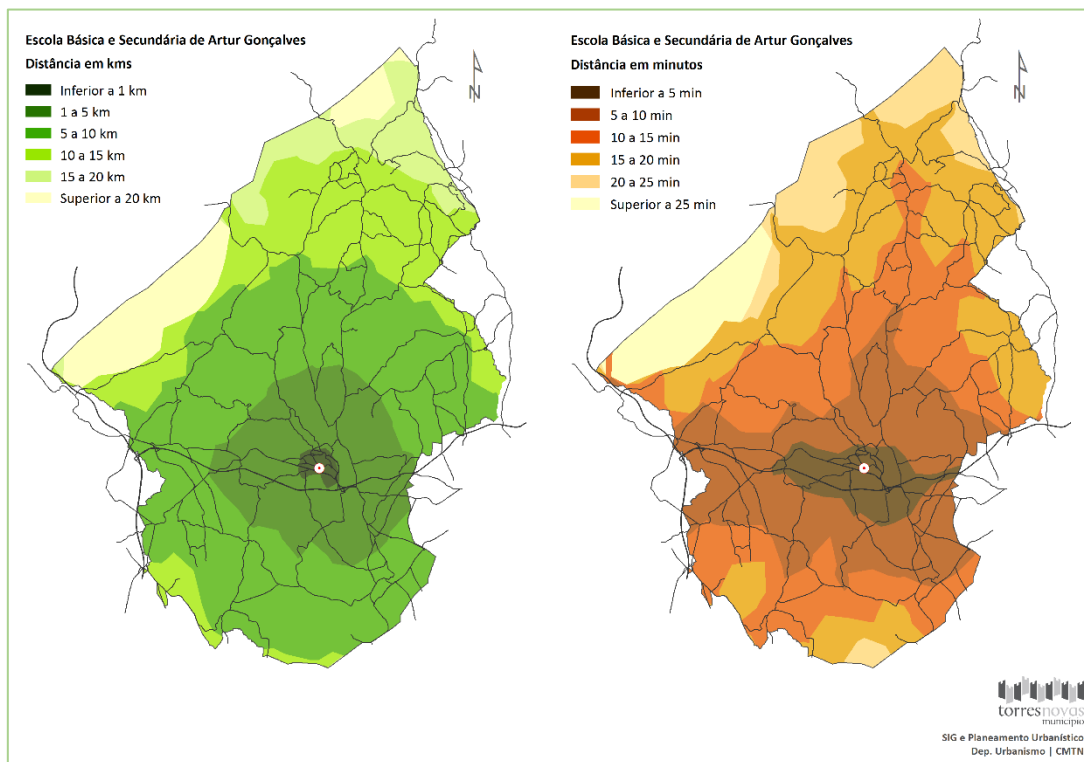 Escola Básica e Secundária de Artur Gonçalves
Distância em kms
Inferior a 1 km
1 a 5 km
5 a 10 km
10 a 15 km
15 a 20 km
Superior a 20 km
N
Escola Básica e Secundária de Artur Gonçalves
Distância em minutos
Inferior a 5 min
5 a 10 min
10 a 15 min
15 a 20 min
20 a 25 min
Superior a 25 min
N
torresnovas
município
SIG e Planeamento Urbanístico
Dep. Urbanismo | CMTN